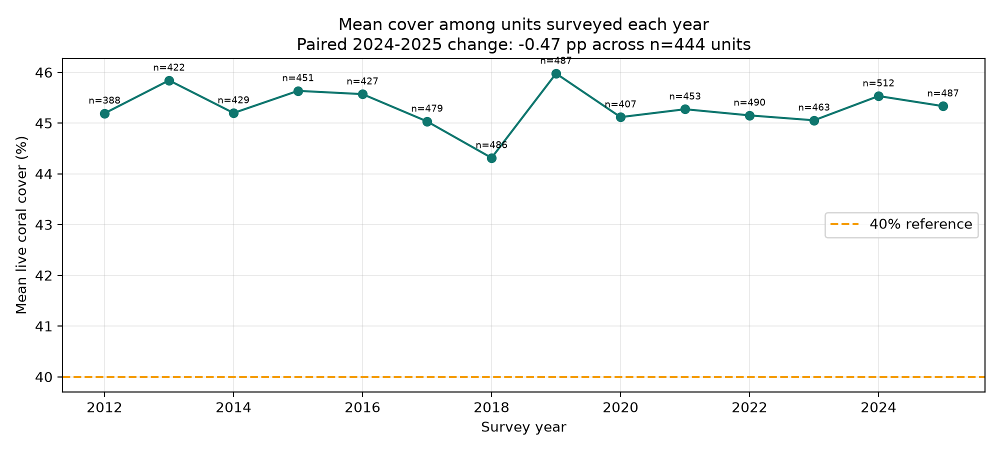 Mean cover among units surveyed each year
Paired 2024-2025 change: -0.47 pp across n=444 units
n=388
n=422
n=429
n=451
n=427
n=479
n=486
n=487
n=407
n=453
n=490
n=463
n=512
n=487
46
45
44
43
42
41
40
Mean live coral cover (%)
40% reference
2012
2014
2016
2018
2020
2022
2024
Survey year